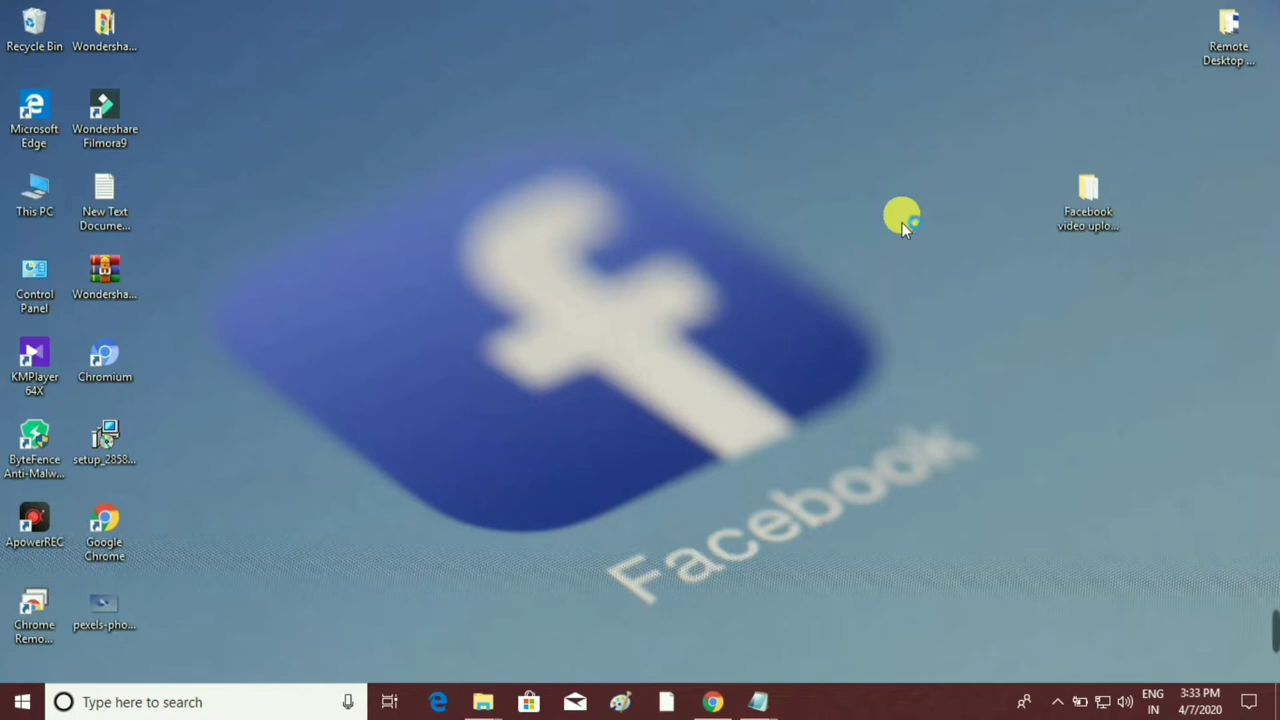 Recycle Bin
Wondersha...
Remote
Desktop ...
Microsoft
Edge
Wondershare
Filmora9
This PC
New Text
Docume...
Facebook
video uplo...
Control
Panel
Wondersha...
KMPlayer
64X
Chromium
ByteFence
Anti-Malw...
setup_2858...
ApowerREC
Google
Chrome
Chrome
Remo...
pexels-pho...
Facebook
Type here to search
ENG
IN
3:33 PM
4/7/2020